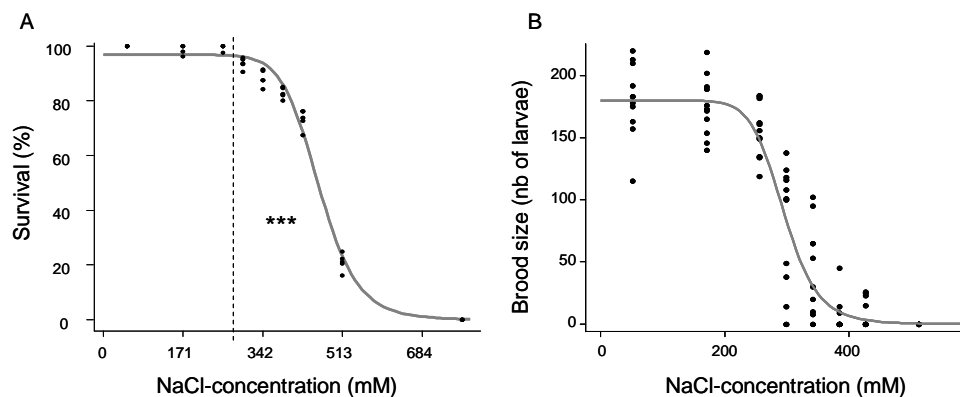 A
Survival (%)
100
80
60
40
20
0
***
0 171 342 513 684
NaCl-concentration (mM)
B
Brood size (nb of larvae)
200
150
100
50
0
0 200 400
NaCl-concentration (mM)